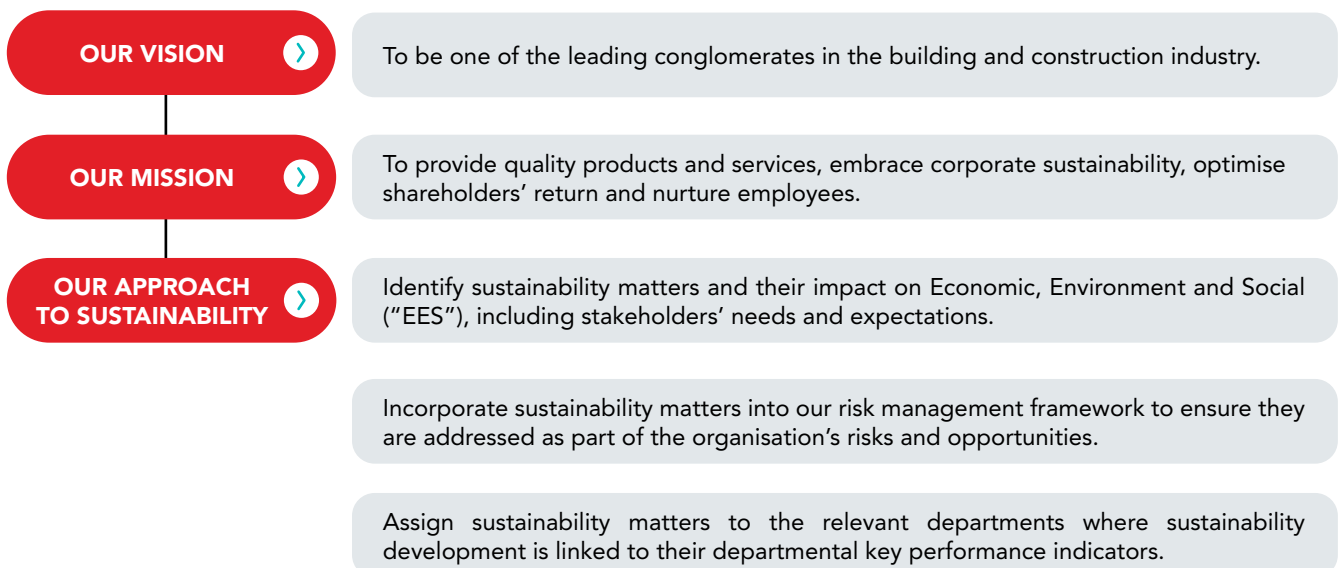 OUR VISION
To be one of the leading conglomerates in the building and construction industry.
OUR MISSION
To provide quality products and services, embrace corporate sustainability, optimise
shareholders’ return and nurture employees.
OUR APPROACH
TO SUSTAINABILITY
Identify sustainability matters and their impact on Economic, Environment and Social
(“EES”), including stakeholders’ needs and expectations.
Incorporate sustainability matters into our risk management framework to ensure they
are addressed as part of the organisation’s risks and opportunities.
Assign sustainability matters to the relevant departments where sustainability
development is linked to their departmental key performance indicators.